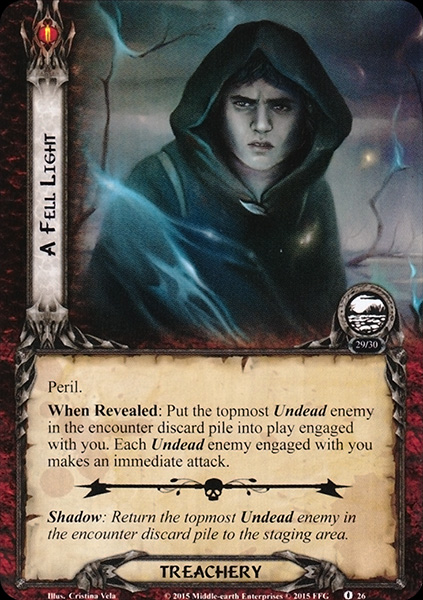 A Fell Light
29/30
Peril.
When Revealed: Put the topmost Undead enemy
in the encounter discard pile into play engaged
with you. Each Undead enemy engaged with you
makes an immediate attack.
Shadow: Return the topmost Undead enemy in
the encounter discard pile to the staging area.
TREACHERY
Illus. Cristina Vela © 2015 Middle-earth Enterprises © 2015 FFG 26